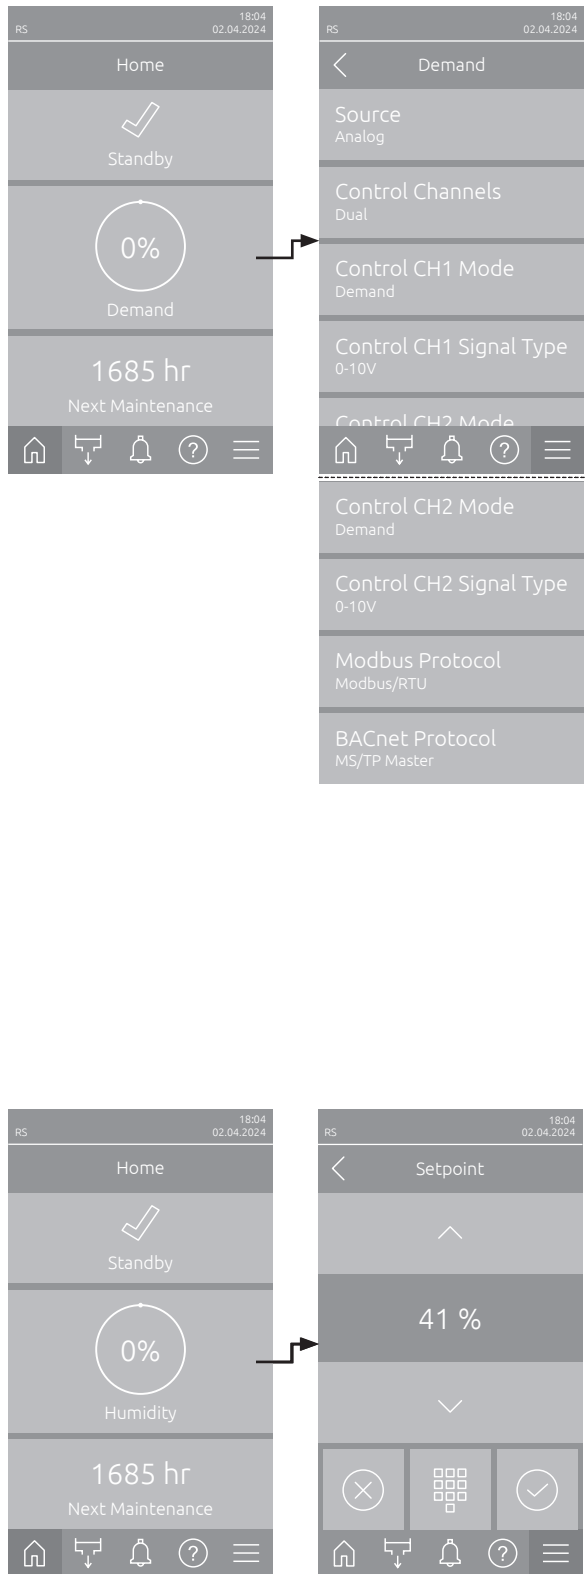 18:04
RS 02.04.2024
Home
Standby
0%
Demand
1685 hr
Next Maintenance
?
18:04
RS 02.04.2024
Demand
Source
Analog
Control Channels
Dual
Control CH1 Mode
Demand
Control CH1 Signal Type
0-10V
Control CH2 Mode
?
Control CH2 Mode
Demand
Control CH2 Signal Type
0-10V
Modbus Protocol
Modbus/RTU
BACnet Protocol
MS/TP Master
18:04
RS 02.04.2024
Home
Standby
0%
Humidity
1685 hr
Next Maintenance
?
18:04
RS 02.04.2024
Setpoint
41 %
?